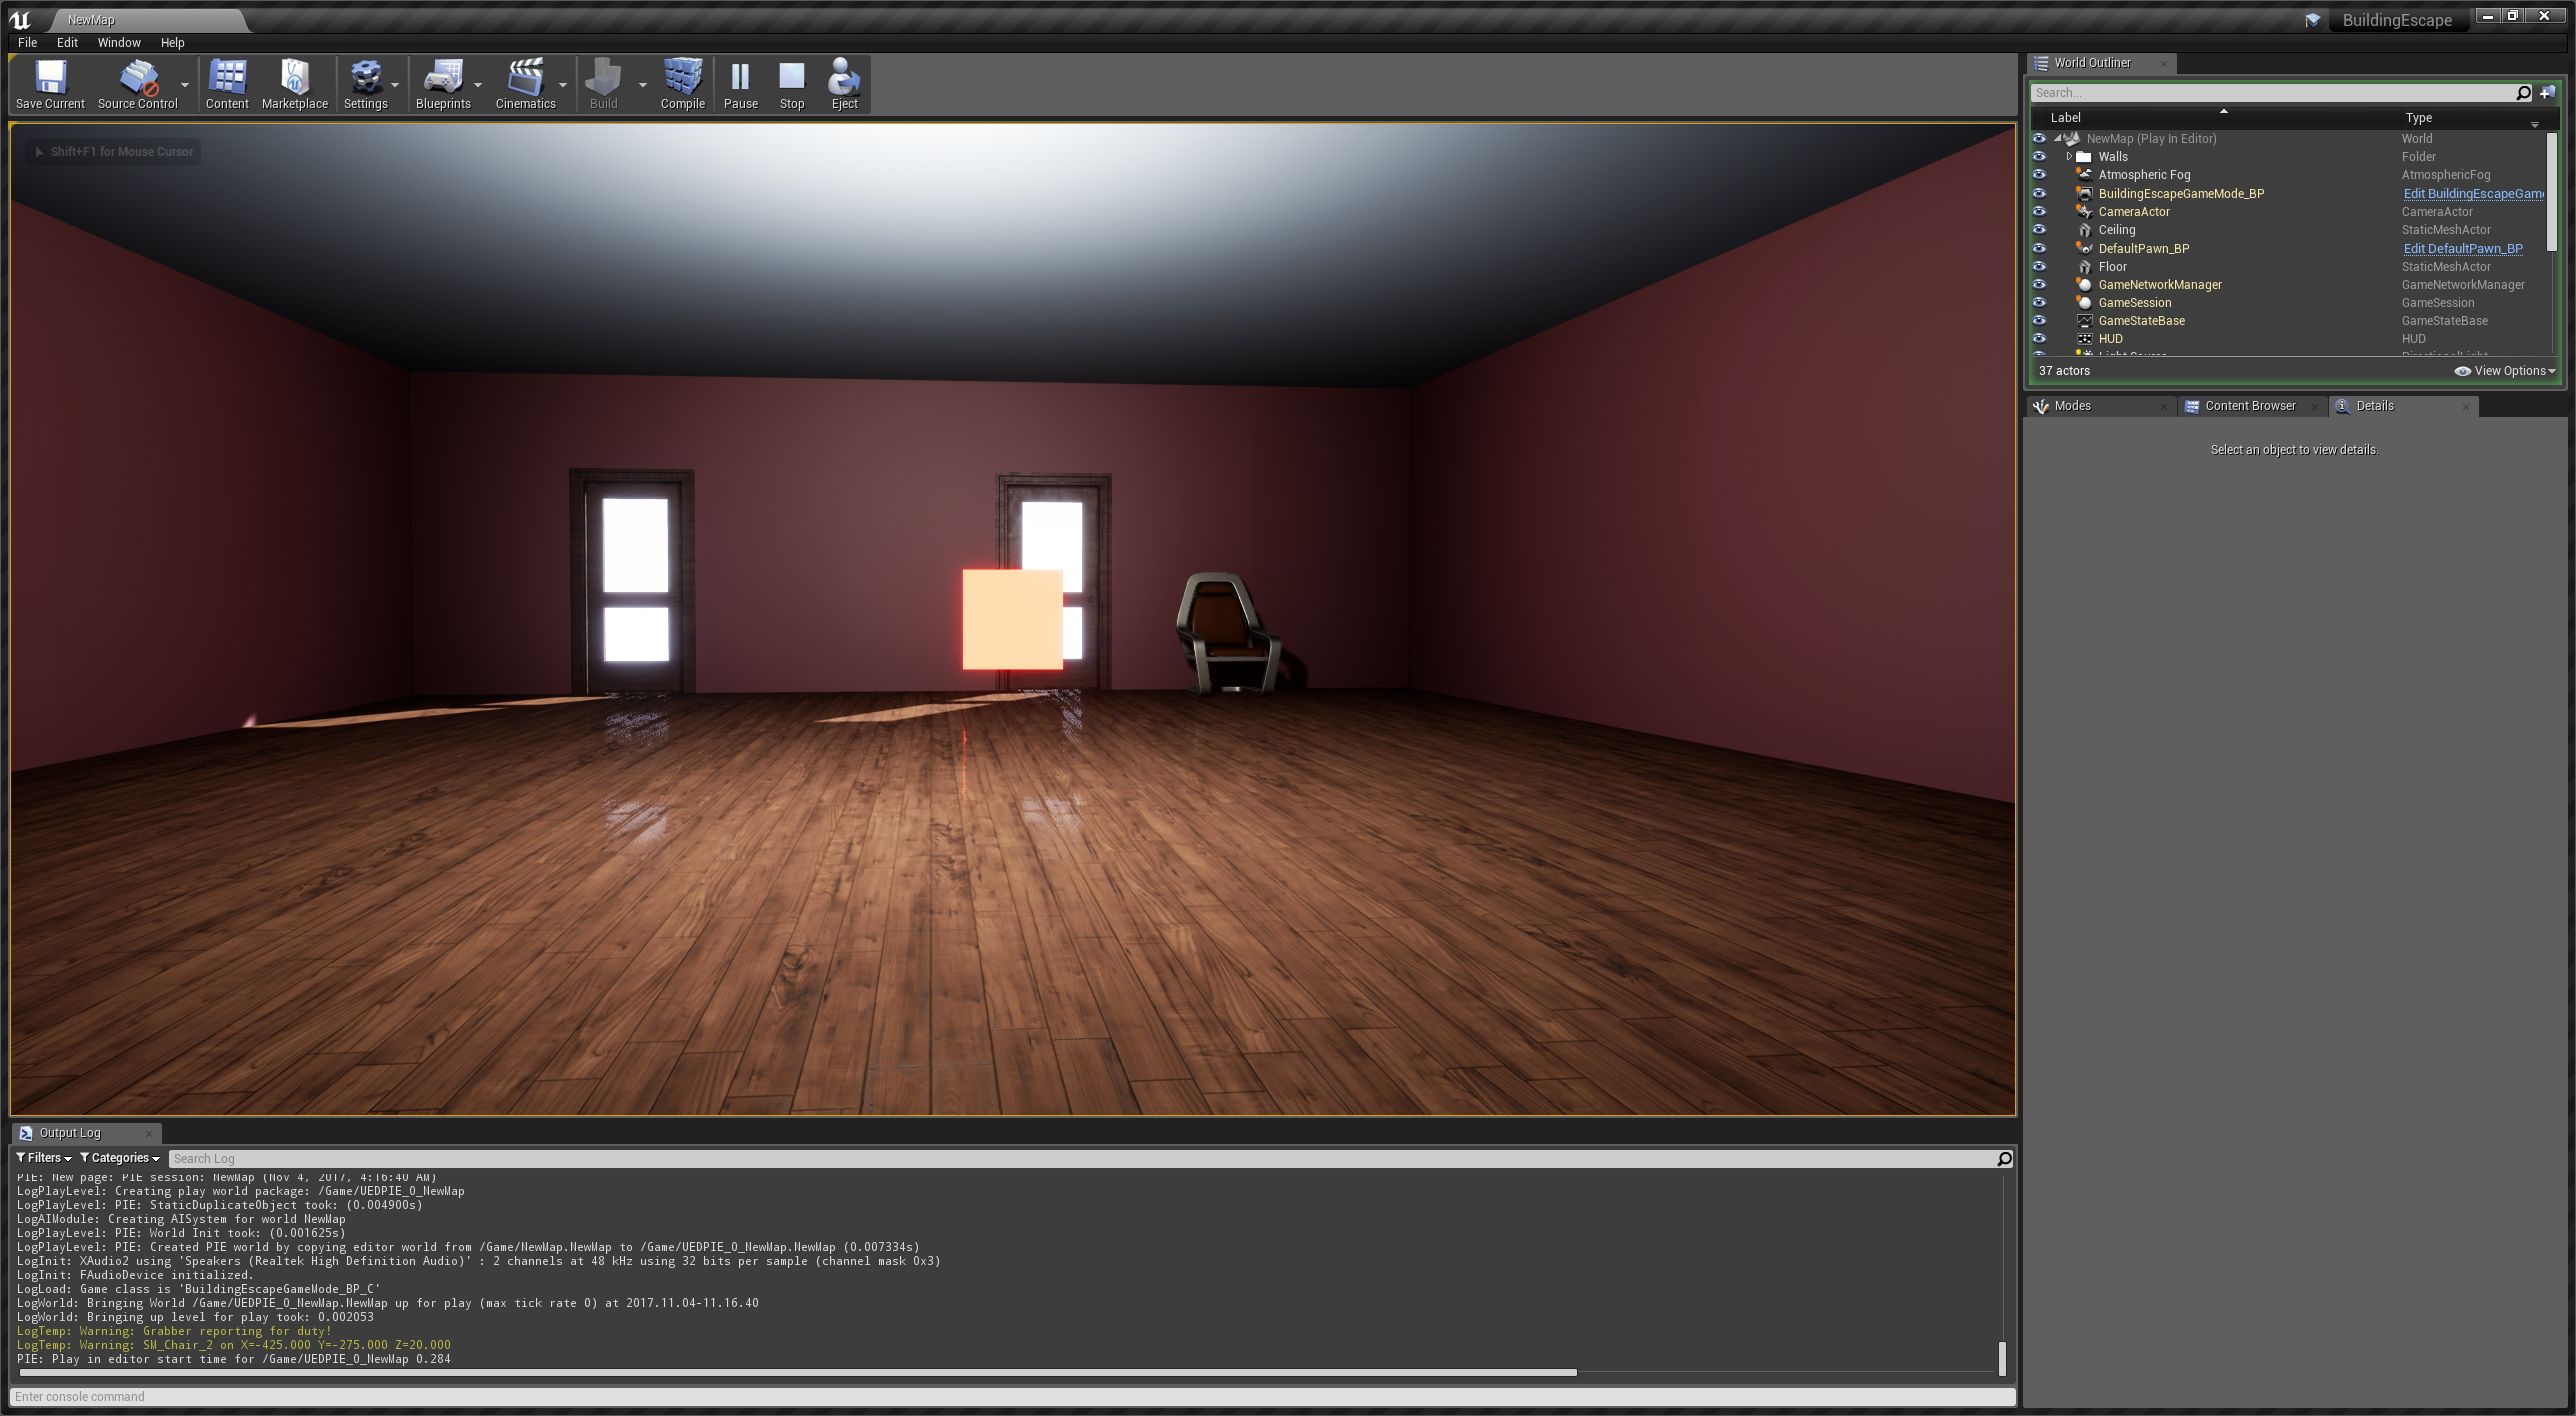 NewMap
BuildingEscape
File Edit Window Help
Save Current Source Control Content Marketplace Settings Blueprints Cinematics Build Compile Pause Stop Eject
Shift+F1 for Mouse Cursor
World Outliner
Search...
Label Type
NewMap (Play In Editor) World
Walls Folder
Atmospheric Fog AtmosphericFog
BuildingEscapeGameMode_BP Edit BuildingEscapeGame
CameraActor CameraActor
Ceiling StaticMeshActor
DefaultPawn_BP Edit DefaultPawn_BP
Floor StaticMeshActor
GameNetworkManager GameNetworkManager
GameSession GameSession
GameStateBase GameStateBase
HUD HUD
37 actors View Options
Modes Content Browser Details
Select an object to view details.
Output Log
Filters Categories Search Log
PIE: New page: PIE session: NewMap (Nov 4, 2017, 4:16:40 AM)
LogPlayLevel: Creating play world package: /Game/UEDPIE_0_NewMap
LogPlayLevel: PIE: StaticDuplicateObject took: (0.004900s)
LogAIModule: Creating AISystem for world NewMap
LogPlayLevel: PIE: World Init took: (0.001625s)
LogPlayLevel: PIE: Created PIE world by copying editor world from /Game/NewMap.NewMap to /Game/UEDPIE_0_NewMap.NewMap (0.007334s)
LogInit: XAudio2 using 'Speakers (Realtek High Definition Audio)' : 2 channels at 48 kHz using 32 bits per sample (channel mask 0x3)
LogInit: FAudioDevice initialized.
LogLoad: Game class is 'BuildingEscapeGameMode_BP_C'
LogWorld: Bringing World /Game/UEDPIE_0_NewMap.NewMap up for play (max tick rate 0) at 2017.11.04-11.16.40
LogWorld: Bringing up level for play took: 0.002053
LogTemp: Warning: Grabber reporting for duty!
LogTemp: Warning: SM_Chair_2 on X=-425.000 Y=-275.000 Z=20.000
PIE: Play in editor start time for /Game/UEDPIE_0_NewMap 0.284
Enter console command